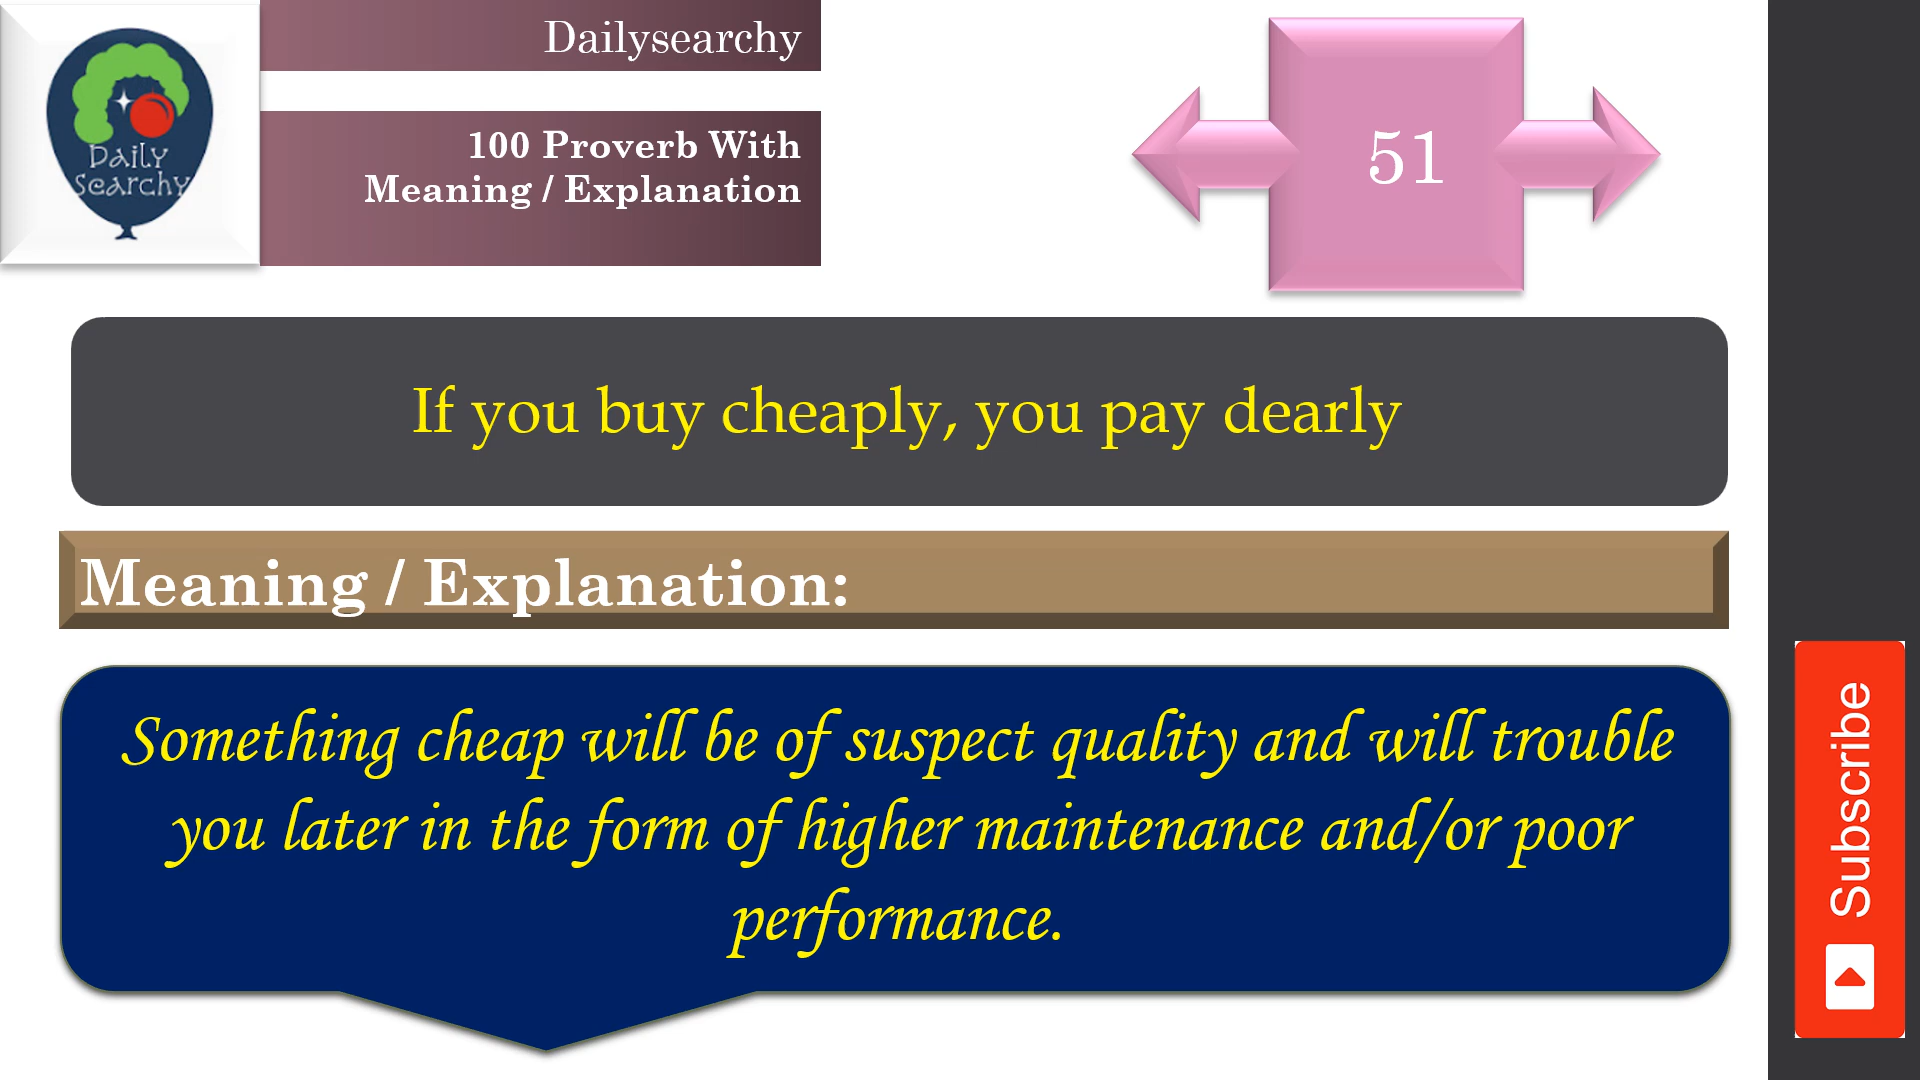 Daily
Searchy
Dailysearchy
100 Proverb With
Meaning / Explanation
51
If you buy cheaply, you pay dearly
Meaning / Explanation:
Something cheap will be of suspect quality and will trouble
you later in the form of higher maintenance and/or poor
performance.
Subscribe